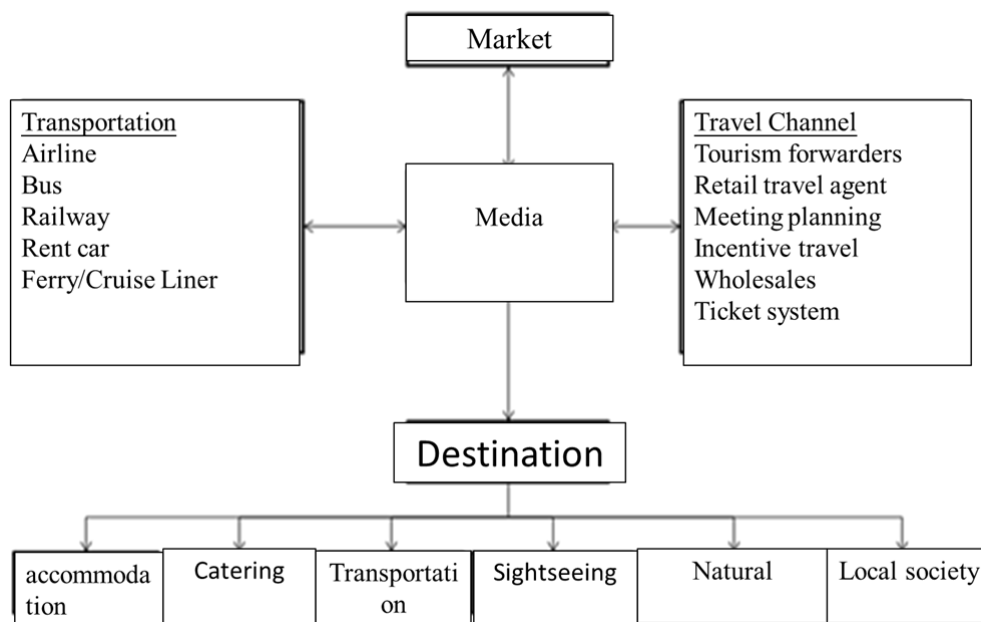 Market
Transportation
Airline
Bus
Railway
Rent car
Ferry/Cruise Liner
Media
Travel Channel
Tourism forwarders
Retail travel agent
Meeting planning
Incentive travel
Wholesales
Ticket system
Destination
accommoda
tion
Catering
Transportati
on
Sightseeing
Natural
Local society